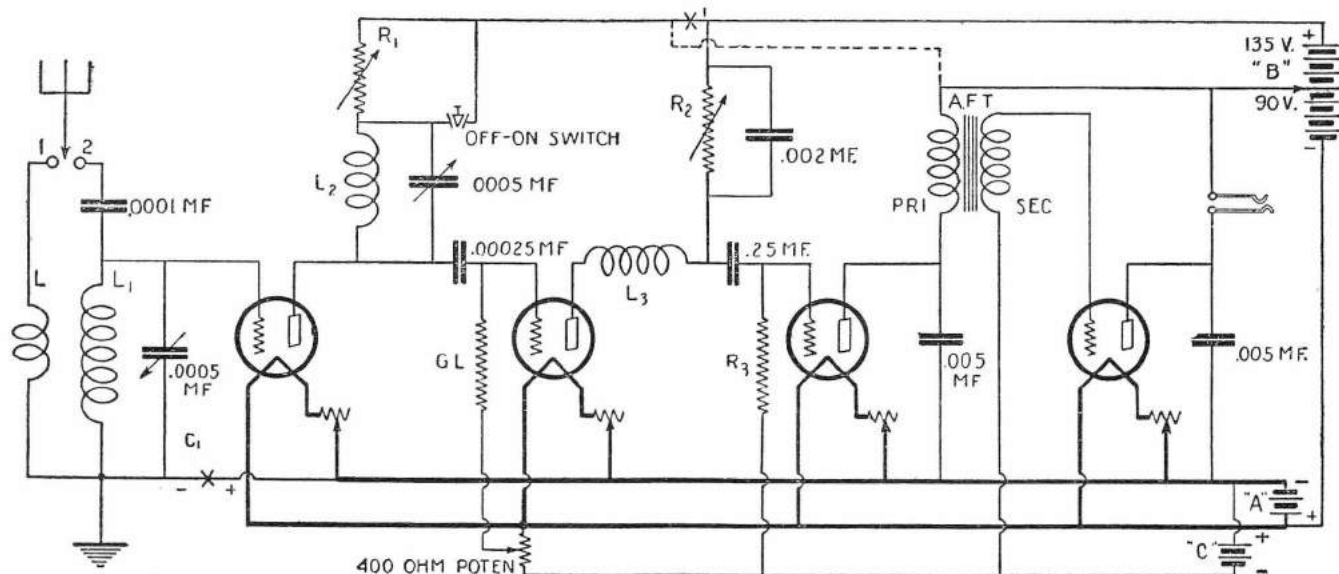 R1
OFF-ON SWITCH
L2
.0005 MF
1 2
.0001 MF
L
L1
.0005
MF
C1
- +
.00025 MF
GL
L3
R2
.002 MF.
.25 MF.
R3
400 OHM POTEN
1
A.F.T
PRI
SEC
.005
MF
.005 MF.
+
135 V.
"B"
90 V.
-
-
"A"
+
+
"C"
-